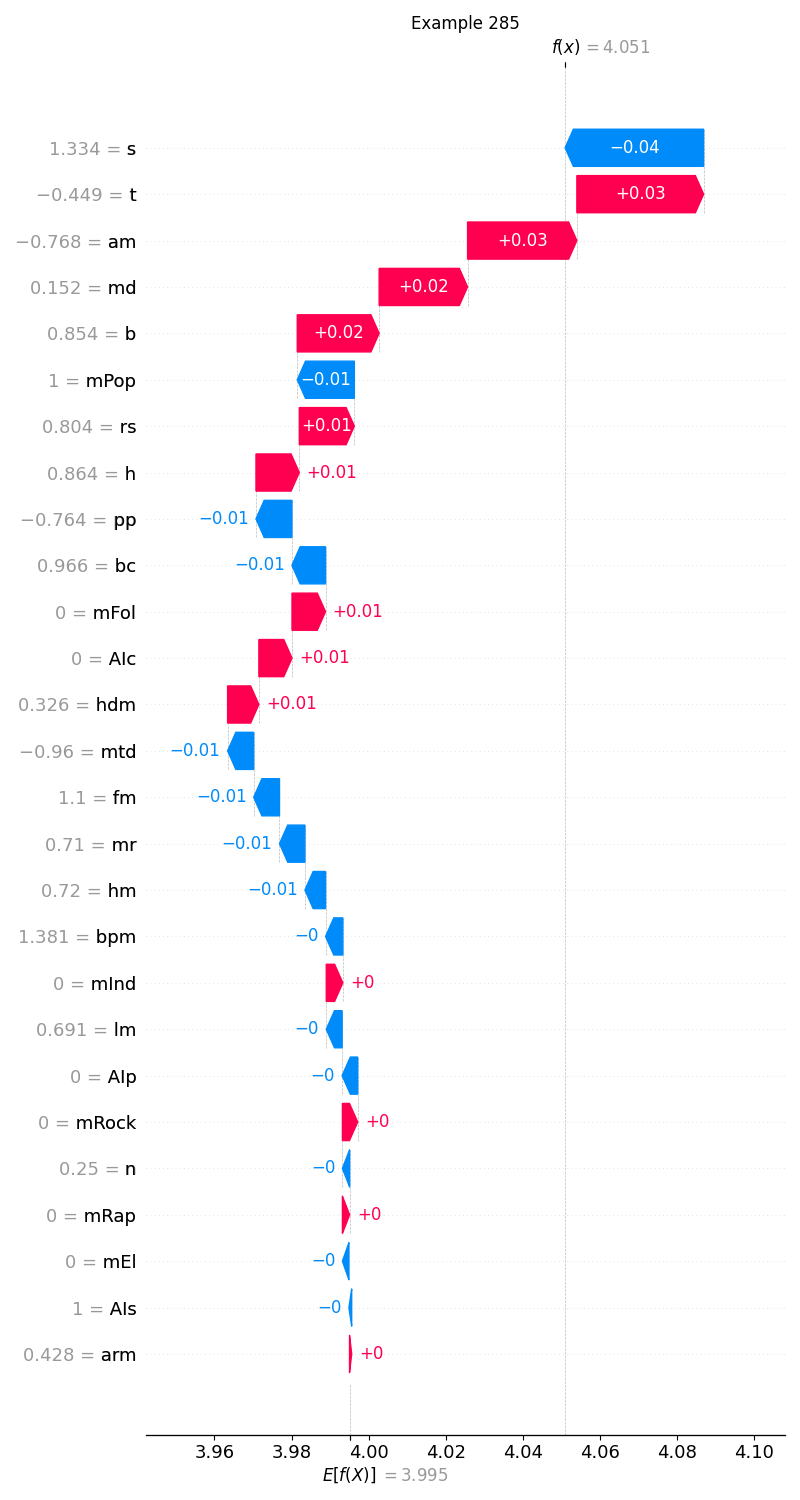 Example 285
f(x) = 4.051
1.334 = s −0.04
−0.449 = t +0.03
−0.768 = am +0.03
0.152 = md +0.02
0.854 = b +0.02
1 = mPop −0.01
0.804 = rs +0.01
0.864 = h +0.01
−0.764 = pp −0.01
0.966 = bc −0.01
0 = mFol +0.01
0 = AIc +0.01
0.326 = hdm +0.01
−0.96 = mtd −0.01
1.1 = fm −0.01
0.71 = mr −0.01
0.72 = hm −0.01
1.381 = bpm −0
0 = mInd +0
0.691 = lm −0
0 = AIp −0
0 = mRock +0
0.25 = n −0
0 = mRap +0
0 = mEl −0
1 = AIs −0
0.428 = arm +0
3.96 3.98 4.00 4.02 4.04 4.06 4.08 4.10
E[f(X)] = 3.995